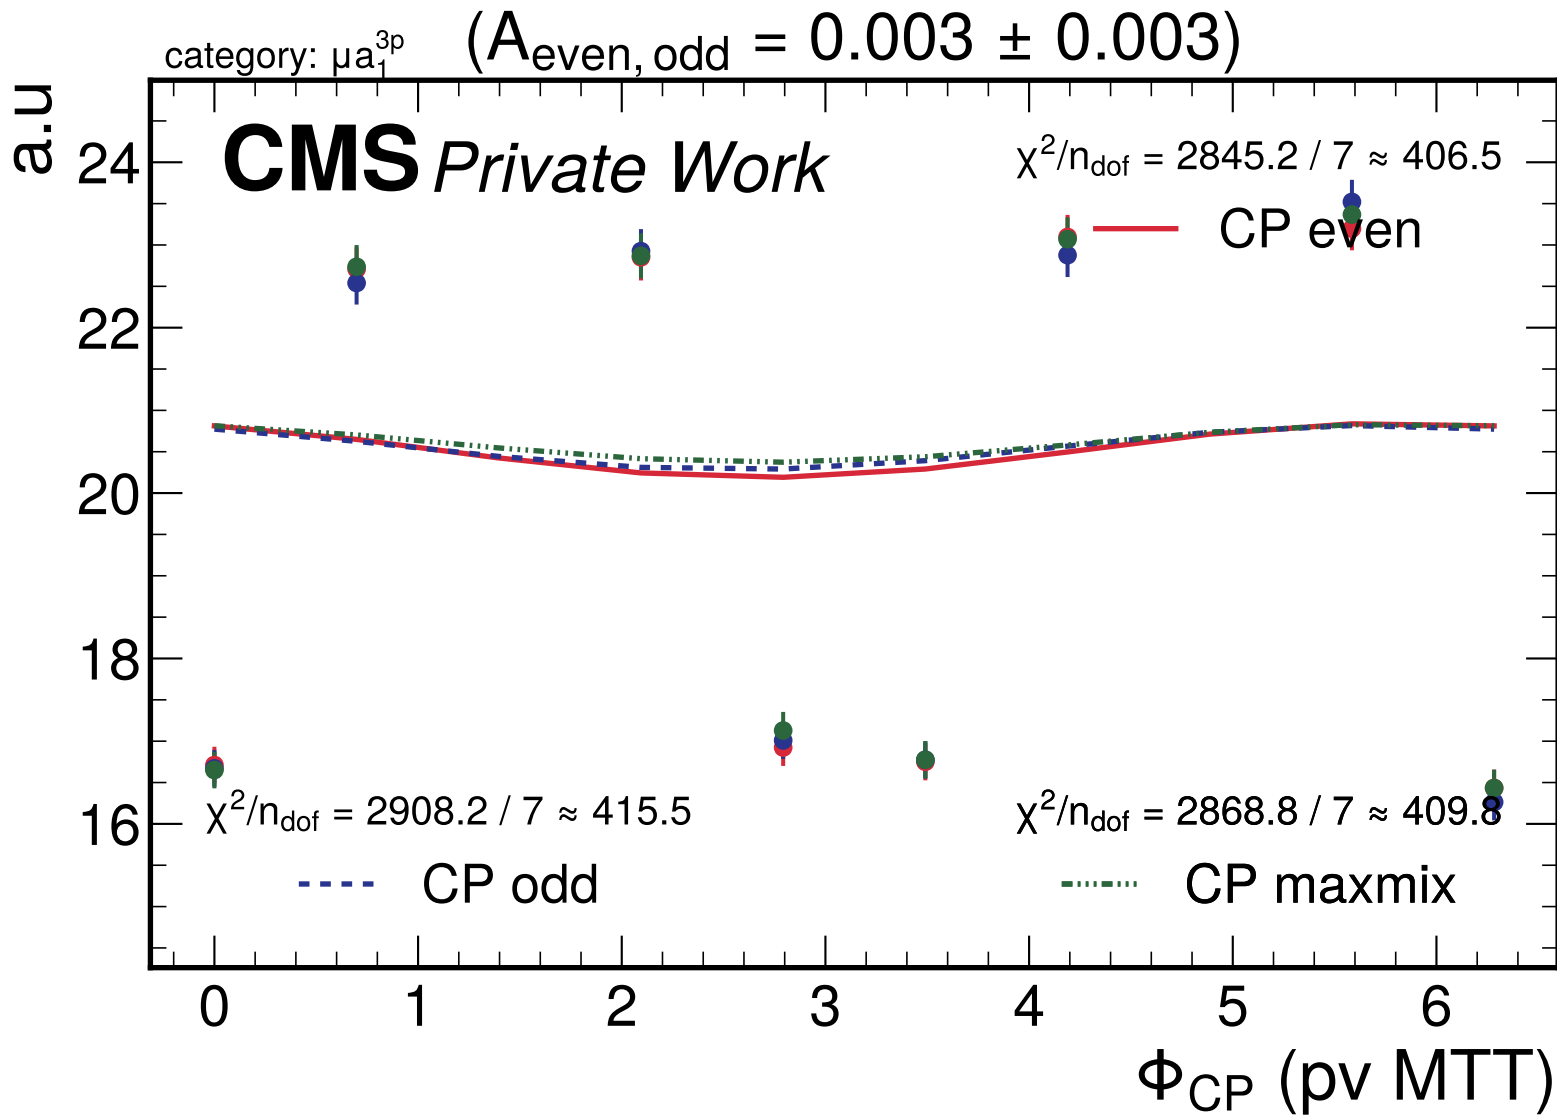 category: μa₁³ᵖ (A_even, odd = 0.003 ± 0.003)
a.u
CMS Private Work
χ²/n_dof = 2845.2 / 7 ≈ 406.5
CP even
24
22
20
18
16
χ²/n_dof = 2908.2 / 7 ≈ 415.5
χ²/n_dof = 2868.8 / 7 ≈ 409.8
CP odd
CP maxmix
0 1 2 3 4 5 6
Φ_CP (pv MTT)